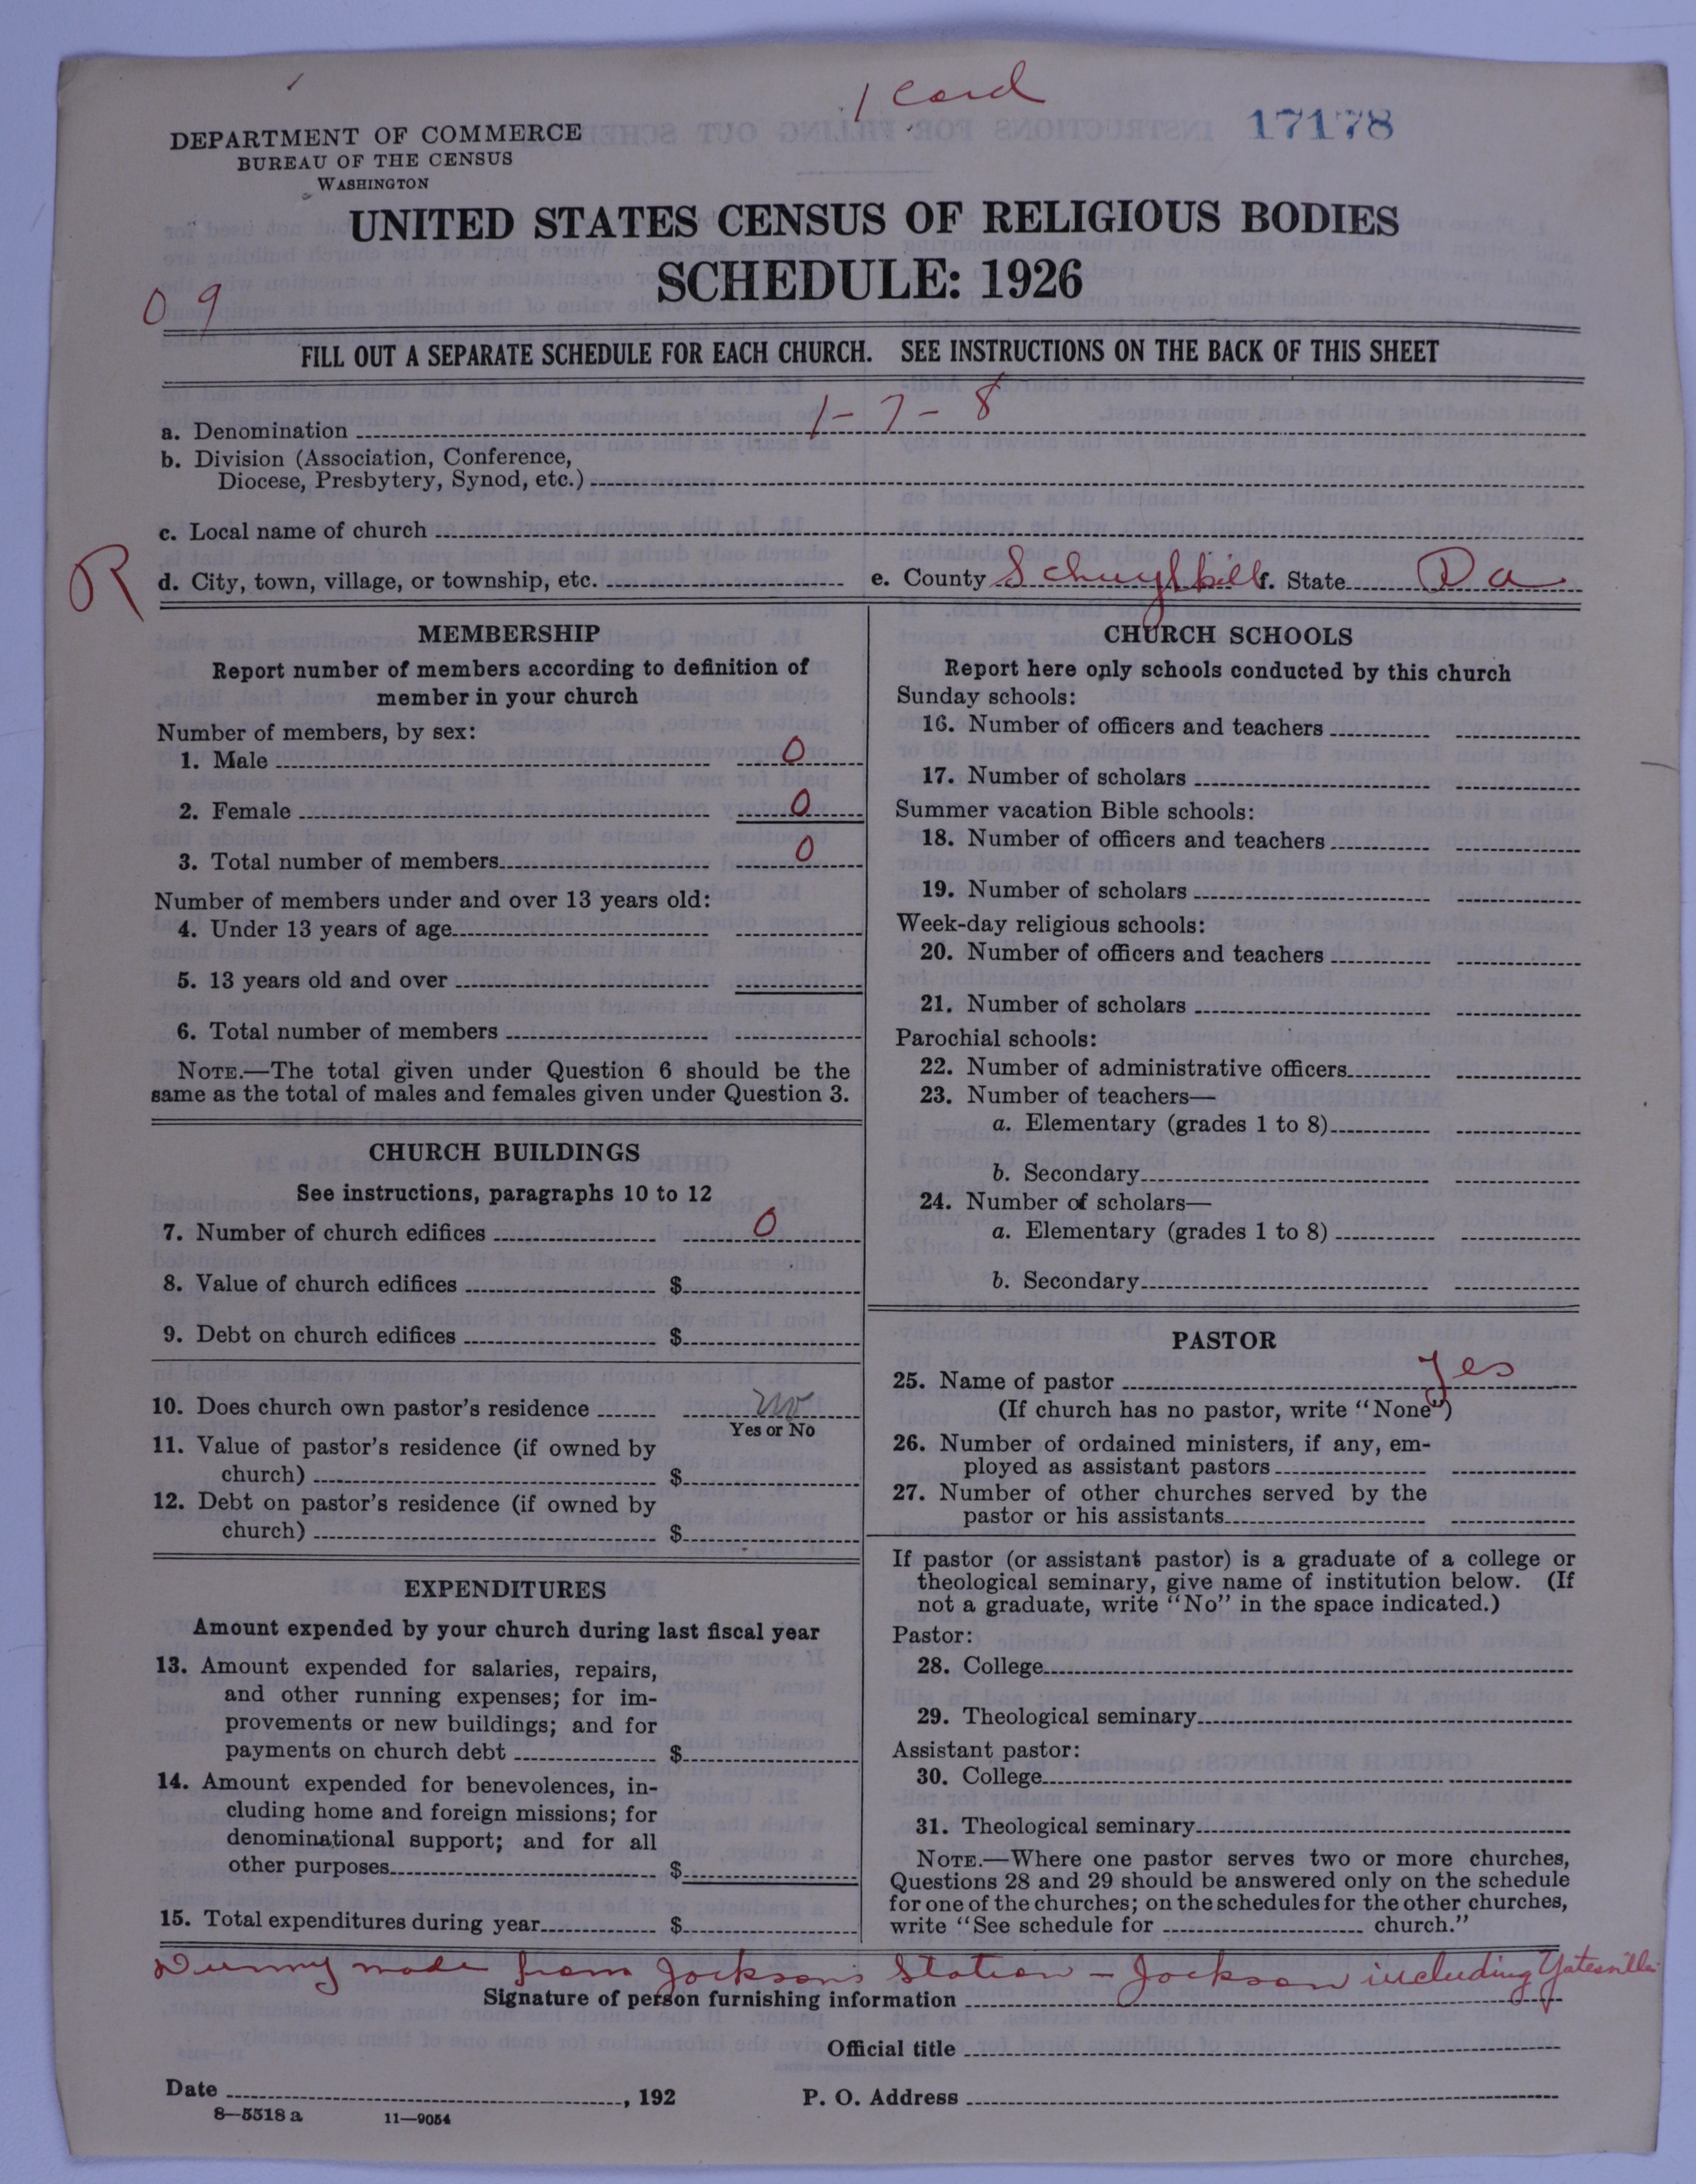 1 Card
17178
DEPARTMENT OF COMMERCE
BUREAU OF THE CENSUS
WASHINGTON
UNITED STATES CENSUS OF RELIGIOUS BODIES
SCHEDULE: 1926
09
FILL OUT A SEPARATE SCHEDULE FOR EACH CHURCH. SEE INSTRUCTIONS ON THE BACK OF THIS SHEET
a. Denomination 1-7-8
b. Division (Association, Conference,
Diocese, Presbytery, Synod, etc.)
c. Local name of church
R
d. City, town, village, or township, etc. e. County Schuylkill f. State Pa
MEMBERSHIP
Report number of members according to definition of
member in your church
Number of members, by sex:
1. Male 0
2. Female 0
3. Total number of members 0
Number of members under and over 13 years old:
4. Under 13 years of age
5. 13 years old and over
6. Total number of members
NOTE.—The total given under Question 6 should be the
same as the total of males and females given under Question 3.
CHURCH BUILDINGS
See instructions, paragraphs 10 to 12
7. Number of church edifices 0
8. Value of church edifices $
9. Debt on church edifices $
10. Does church own pastor's residence no
Yes or No
11. Value of pastor's residence (if owned by
church) $
12. Debt on pastor's residence (if owned by
church) $
EXPENDITURES
Amount expended by your church during last fiscal year
13. Amount expended for salaries, repairs,
and other running expenses; for im-
provements or new buildings; and for
payments on church debt $
14. Amount expended for benevolences, in-
cluding home and foreign missions; for
denominational support; and for all
other purposes $
15. Total expenditures during year $
CHURCH SCHOOLS
Report here only schools conducted by this church
Sunday schools:
16. Number of officers and teachers
17. Number of scholars
Summer vacation Bible schools:
18. Number of officers and teachers
19. Number of scholars
Week-day religious schools:
20. Number of officers and teachers
21. Number of scholars
Parochial schools:
22. Number of administrative officers
23. Number of teachers—
a. Elementary (grades 1 to 8)
b. Secondary
24. Number of scholars—
a. Elementary (grades 1 to 8)
b. Secondary
PASTOR
25. Name of pastor Yes
(If church has no pastor, write "None")
26. Number of ordained ministers, if any, em-
ployed as assistant pastors
27. Number of other churches served by the
pastor or his assistants
If pastor (or assistant pastor) is a graduate of a college or
theological seminary, give name of institution below. (If
not a graduate, write "No" in the space indicated.)
Pastor:
28. College
29. Theological seminary
Assistant pastor:
30. College
31. Theological seminary
NOTE.—Where one pastor serves two or more churches,
Questions 28 and 29 should be answered only on the schedule
for one of the churches; on the schedules for the other churches,
write "See schedule for church."
Dummy made from Jackson's Station - Jackson including Yatesville
Signature of person furnishing information
Official title
Date , 192 P. O. Address
8—5518 a 11—9054